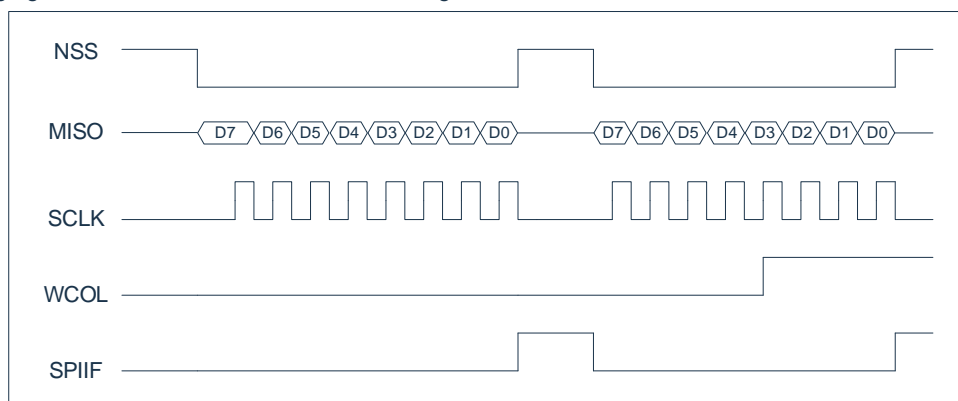 NSS
MISO D7 D6 D5 D4 D3 D2 D1 D0 D7 D6 D5 D4 D3 D2 D1 D0
SCLK
WCOL
SPIIF